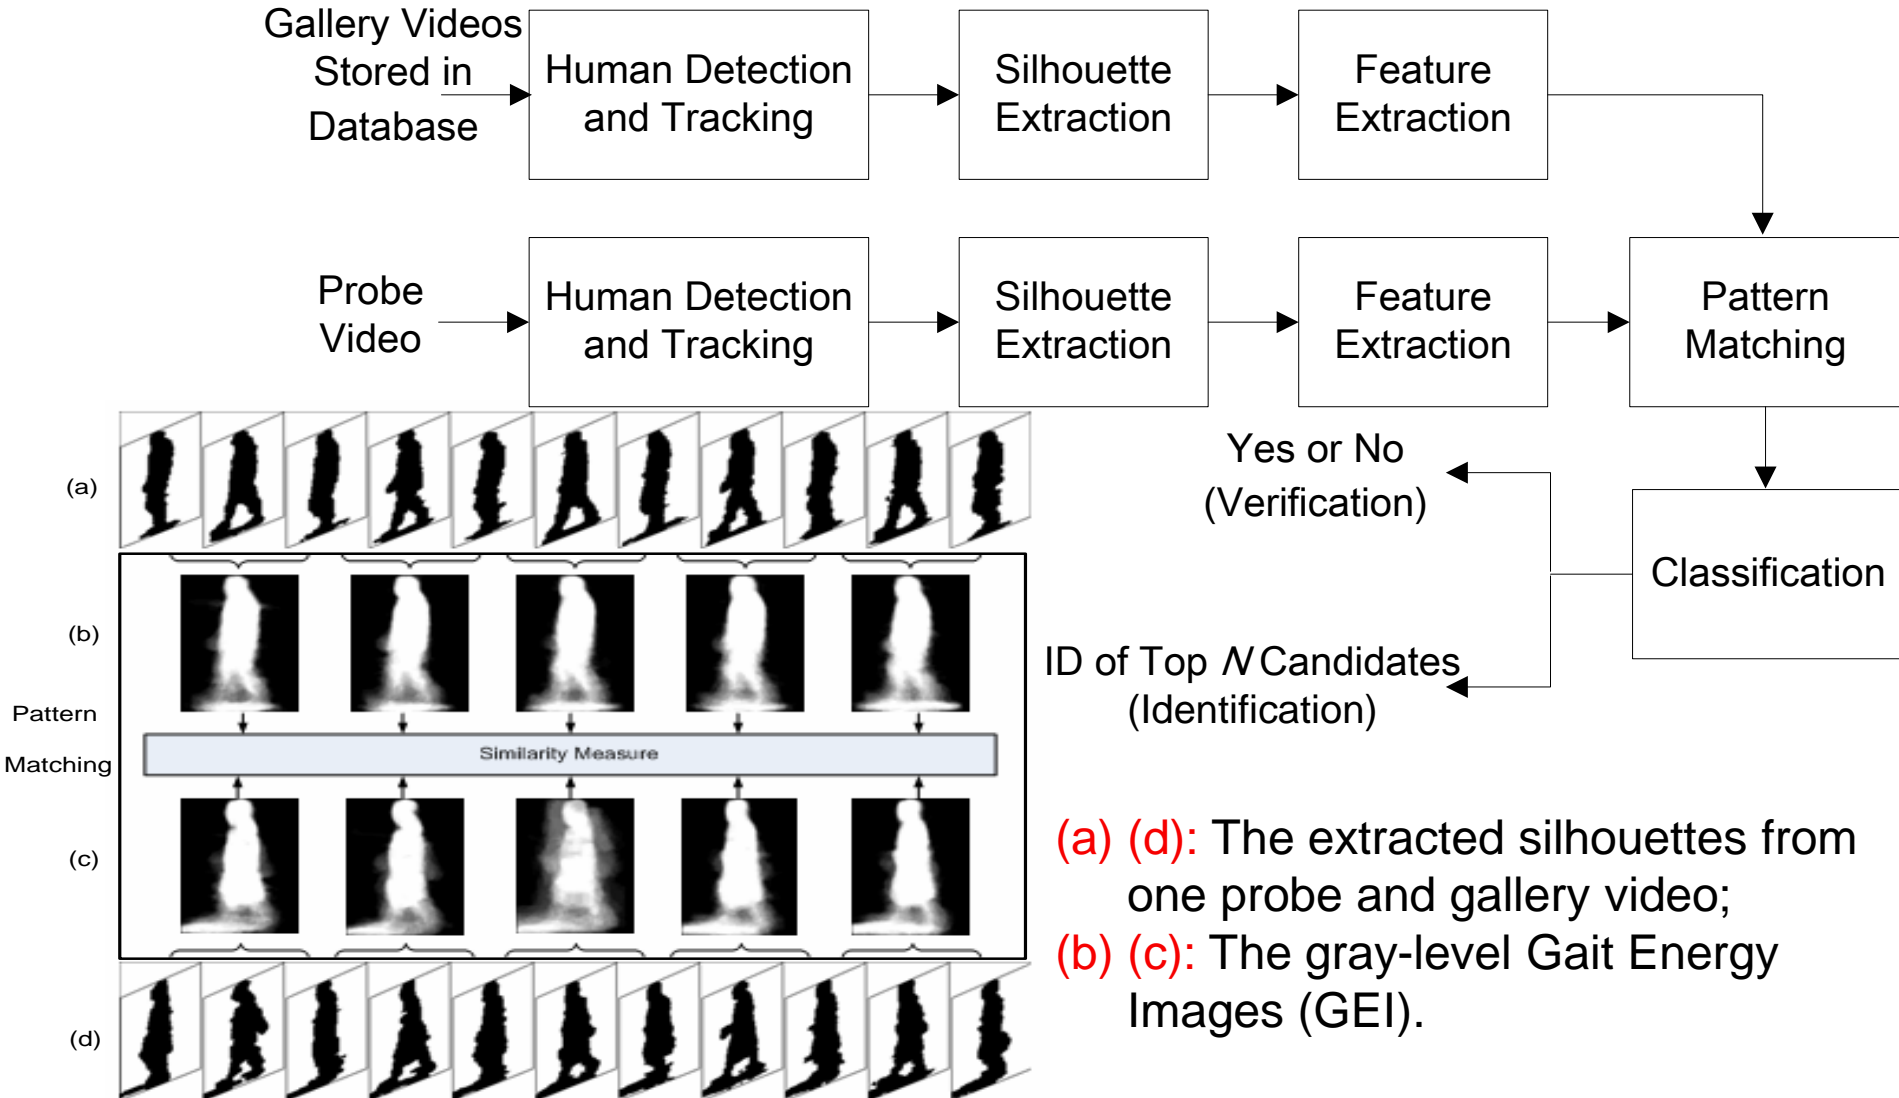 Gallery Videos
Stored in
Database
Human Detection
and Tracking
Silhouette
Extraction
Feature
Extraction
Probe
Video
Human Detection
and Tracking
Silhouette
Extraction
Feature
Extraction
Pattern
Matching
Yes or No
(Verification)
Classification
ID of Top N Candidates
(Identification)
(a)
(b)
Pattern
Matching
Similarity Measure
(c)
(d)
(a) (d): The extracted silhouettes from
one probe and gallery video;
(b) (c): The gray-level Gait Energy
Images (GEI).